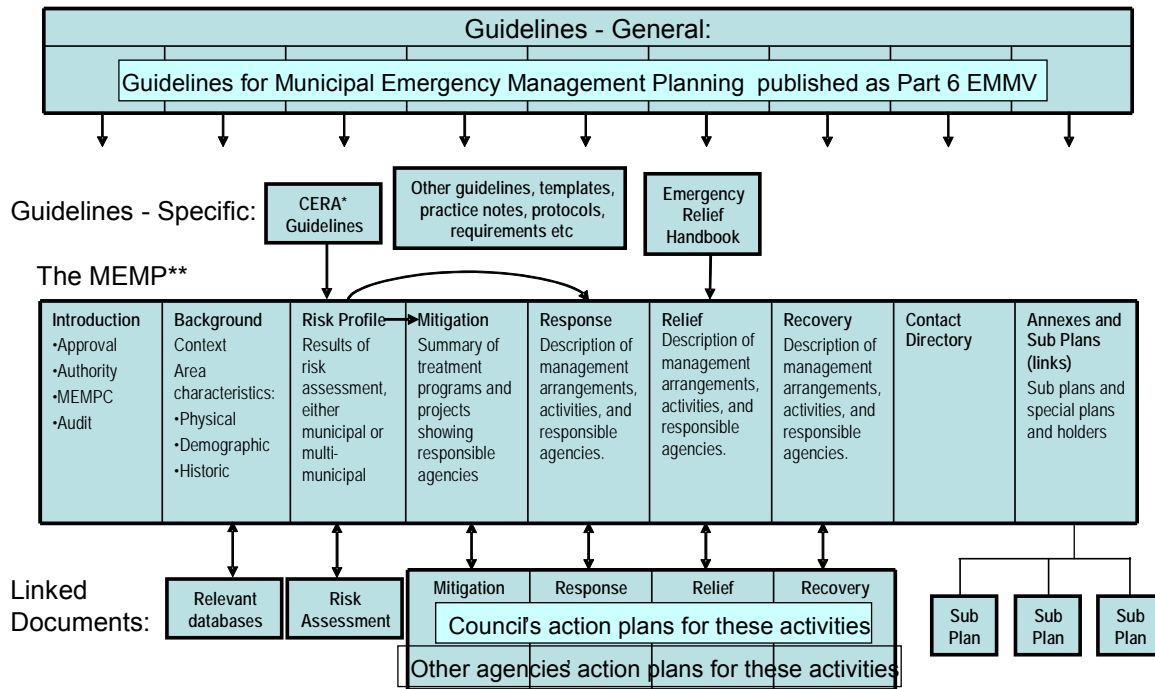 Guidelines - General:
Guidelines for Municipal Emergency Management Planning published as Part 6 EMMV
Guidelines - Specific:
CERA*
Guidelines
Other guidelines, templates,
practice notes, protocols,
requirements etc
Emergency
Relief
Handbook
The MEMP**
Introduction
•Approval
•Authority
•MEMPC
•Audit
Background
Context
Area
characteristics:
•Physical
•Demographic
•Historic
Risk Profile
Results of
risk
assessment,
either
municipal or
multi-
municipal
Mitigation
Summary of
treatment
programs and
projects
showing
responsible
agencies
Response
Description of
management
arrangements,
activities, and
responsible
agencies.
Relief
Description of
management
arrangements,
activities, and
responsible
agencies.
Recovery
Description of
management
arrangements,
activities, and
responsible
agencies.
Contact
Directory
Annexes and
Sub Plans
(links)
Sub plans and
special plans
and holders
Linked
Documents:
Relevant
databases
Risk
Assessment
Mitigation
Response
Relief
Recovery
Council's action plans for these activities
Other agencies' action plans for these activities
Sub
Plan
Sub
Plan
Sub
Plan